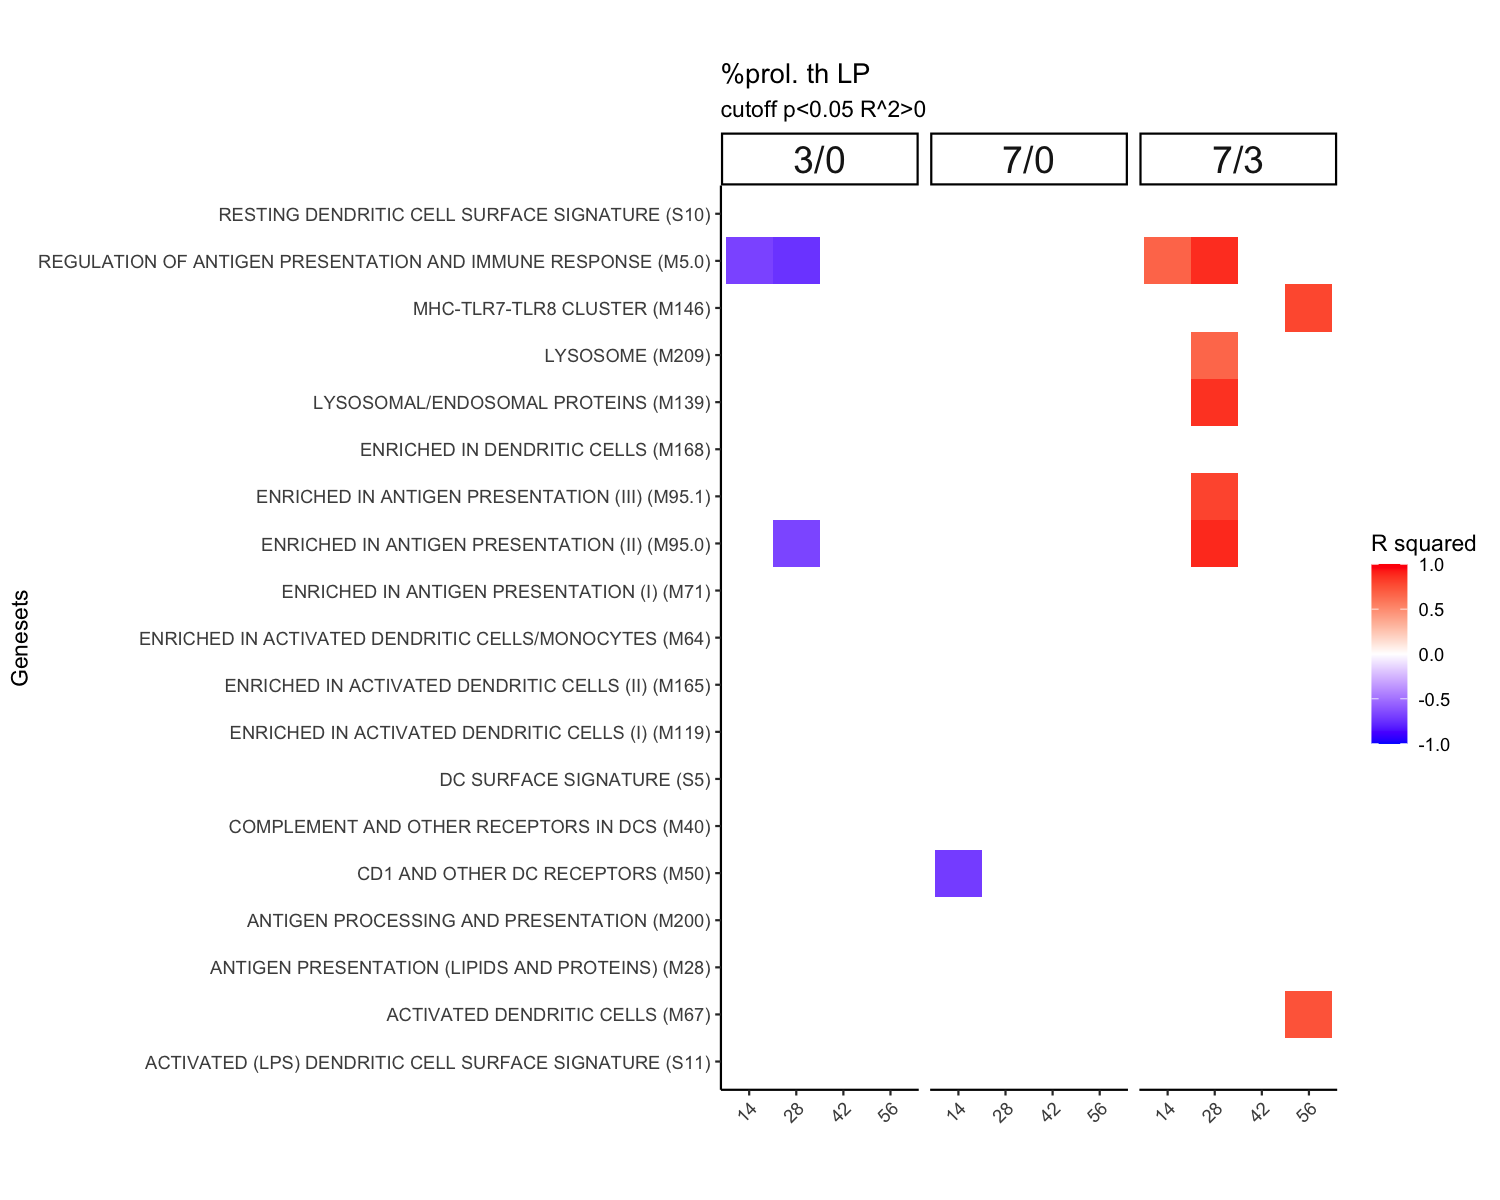 %prol. th LP
cutoff p<0.05 R^2>0
3/0 7/0 7/3
RESTING DENDRITIC CELL SURFACE SIGNATURE (S10)
REGULATION OF ANTIGEN PRESENTATION AND IMMUNE RESPONSE (M5.0)
MHC-TLR7-TLR8 CLUSTER (M146)
LYSOSOME (M209)
LYSOSOMAL/ENDOSOMAL PROTEINS (M139)
ENRICHED IN DENDRITIC CELLS (M168)
ENRICHED IN ANTIGEN PRESENTATION (III) (M95.1)
ENRICHED IN ANTIGEN PRESENTATION (II) (M95.0)
ENRICHED IN ANTIGEN PRESENTATION (I) (M71)
ENRICHED IN ACTIVATED DENDRITIC CELLS/MONOCYTES (M64)
ENRICHED IN ACTIVATED DENDRITIC CELLS (II) (M165)
ENRICHED IN ACTIVATED DENDRITIC CELLS (I) (M119)
DC SURFACE SIGNATURE (S5)
COMPLEMENT AND OTHER RECEPTORS IN DCS (M40)
CD1 AND OTHER DC RECEPTORS (M50)
ANTIGEN PROCESSING AND PRESENTATION (M200)
ANTIGEN PRESENTATION (LIPIDS AND PROTEINS) (M28)
ACTIVATED DENDRITIC CELLS (M67)
ACTIVATED (LPS) DENDRITIC CELL SURFACE SIGNATURE (S11)
Genesets
14 28 42 56 14 28 42 56 14 28 42 56
R squared
1.0
0.5
0.0
-0.5
-1.0